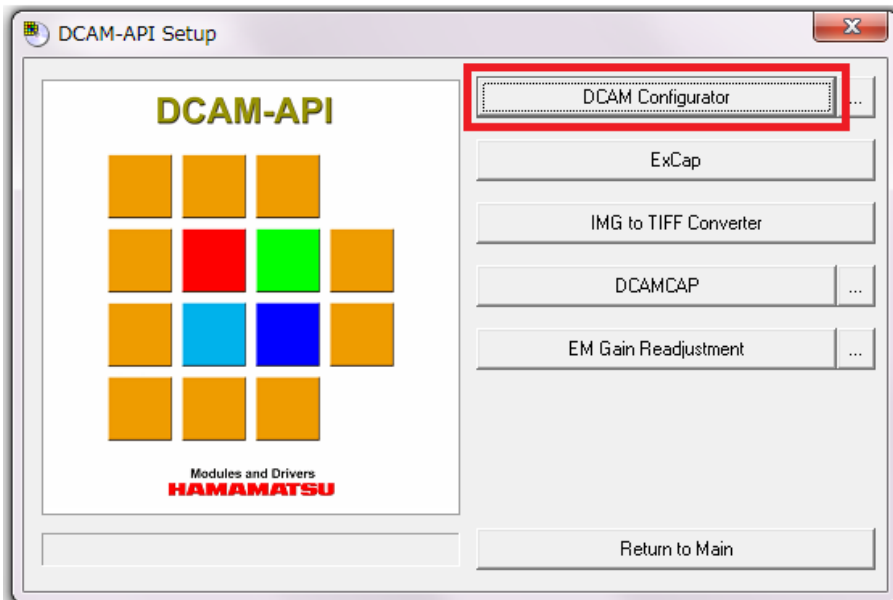 DCAM-API Setup
DCAM-API
Modules and Drivers
HAMAMATSU
DCAM Configurator
...
ExCap
IMG to TIFF Converter
DCAMCAP
...
EM Gain Readjustment
...
Return to Main